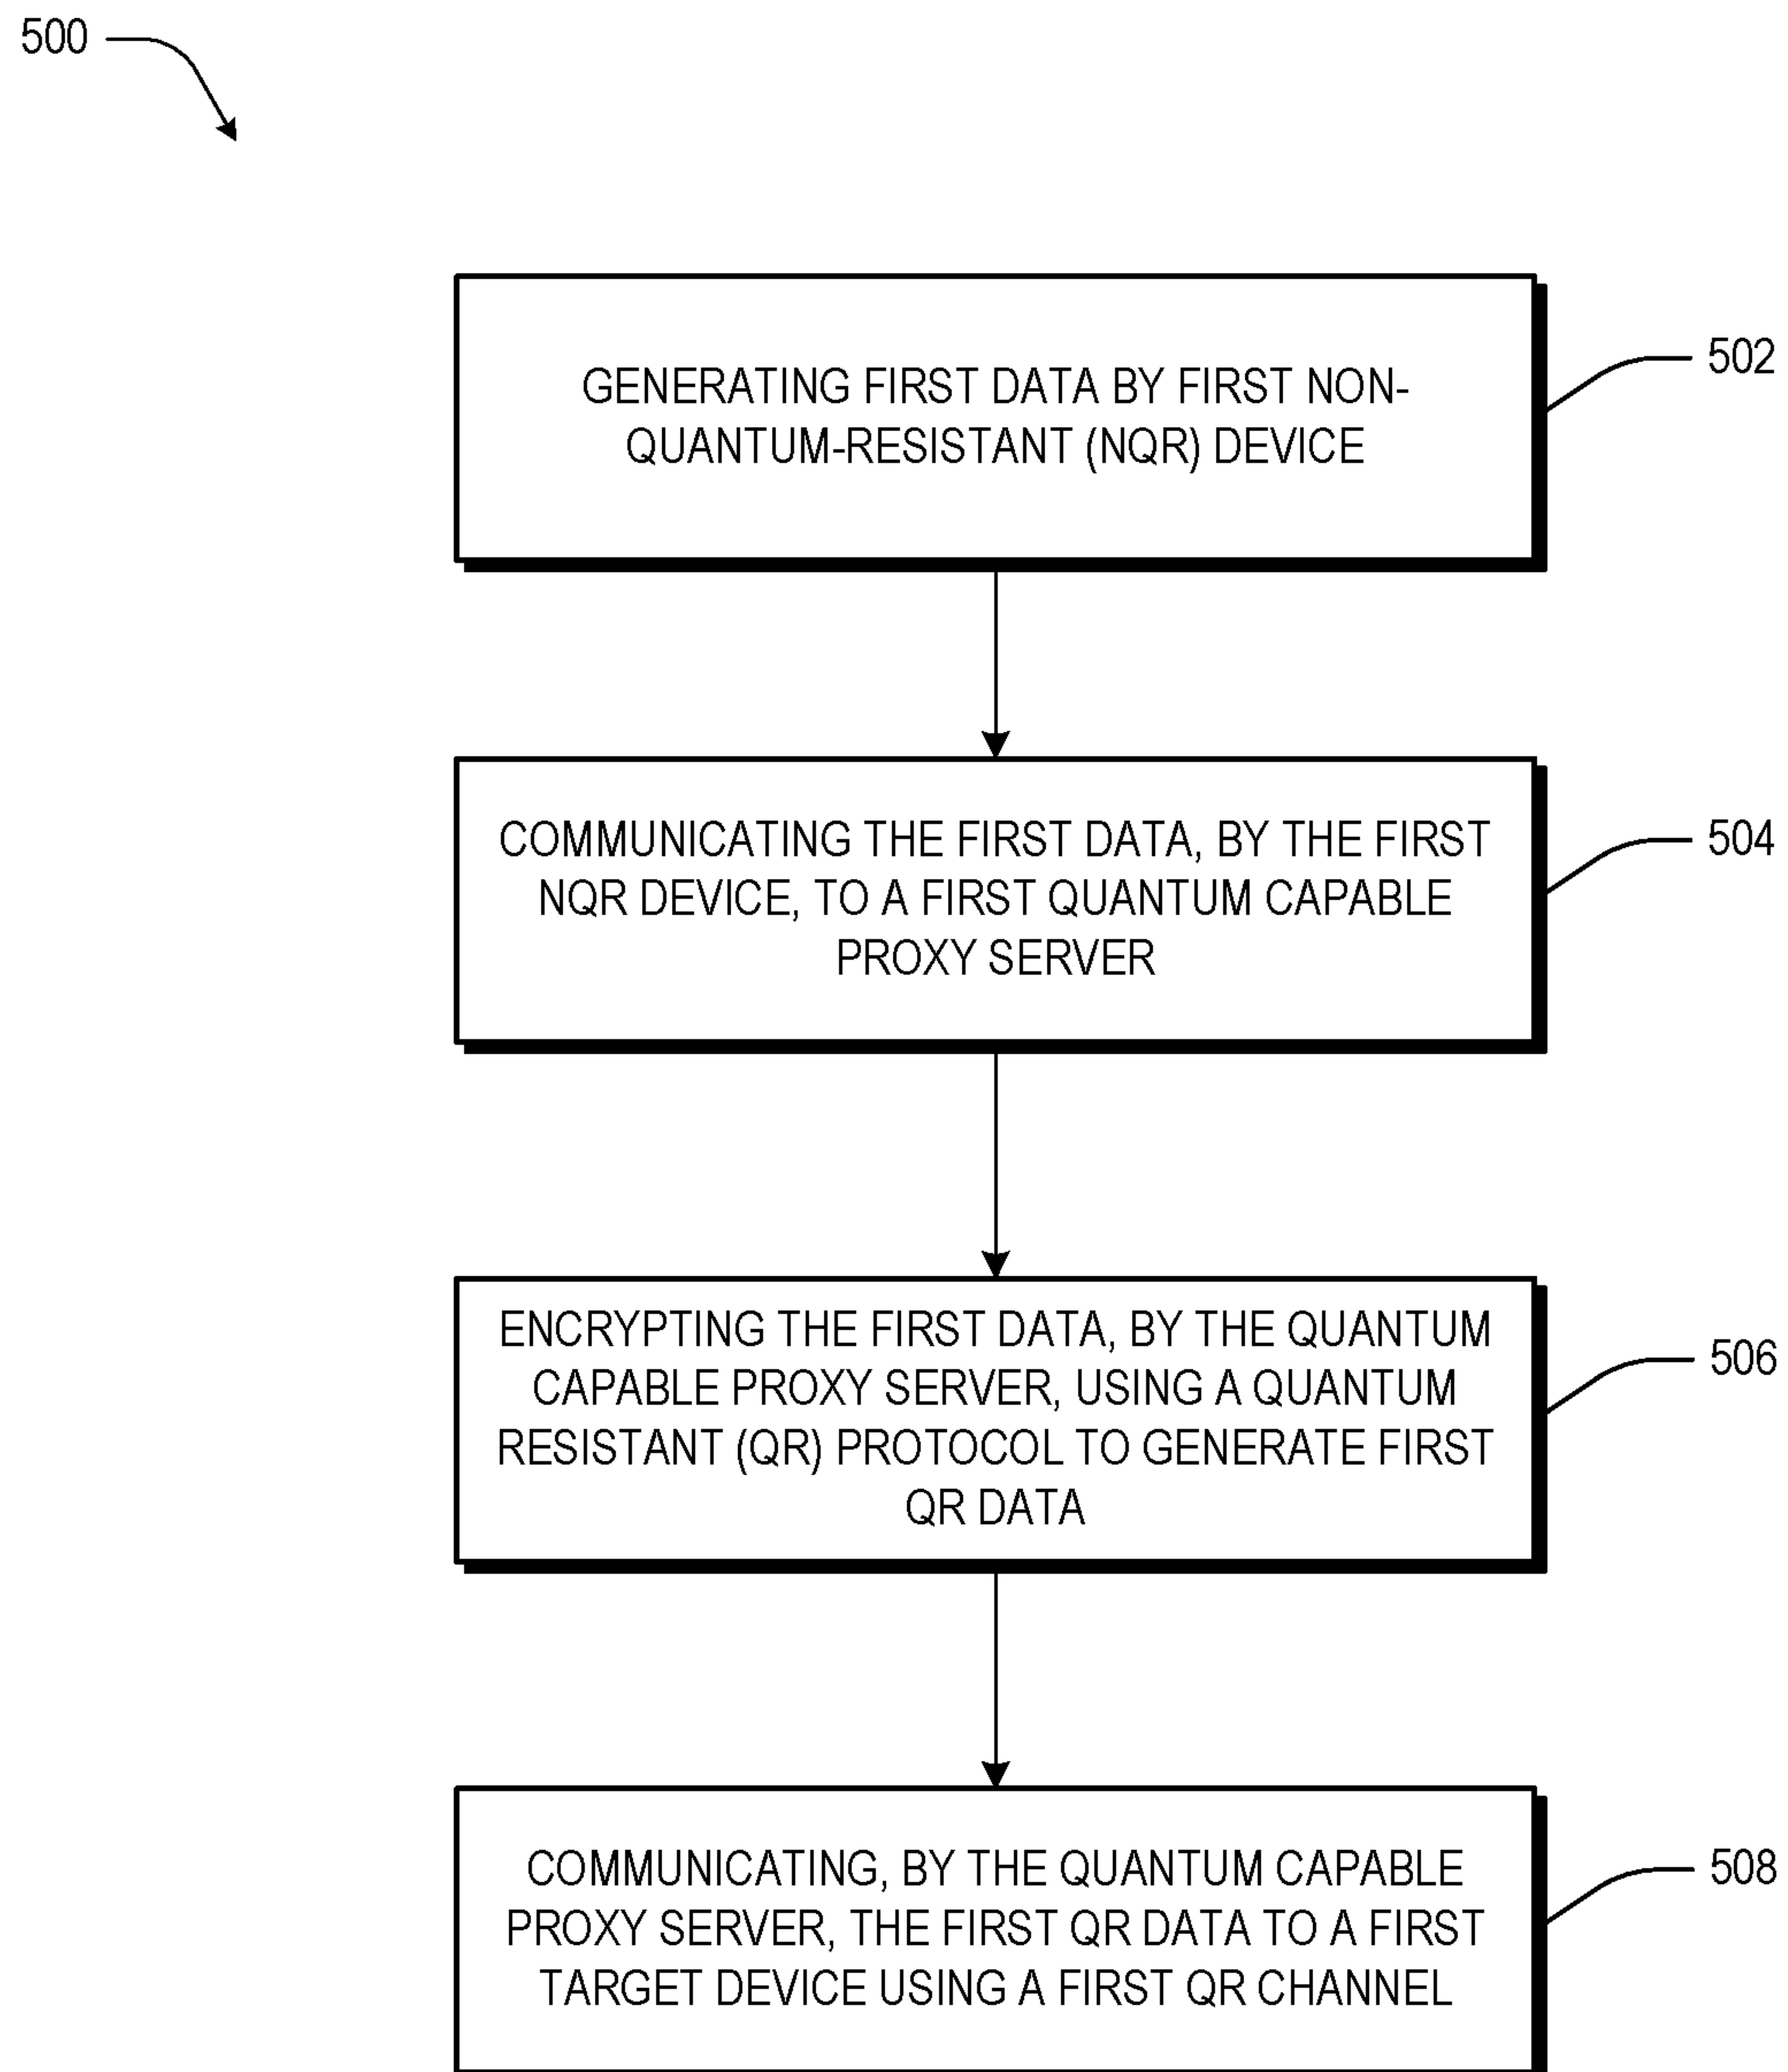 500
GENERATING FIRST DATA BY FIRST NON-
QUANTUM-RESISTANT (NQR) DEVICE
502
COMMUNICATING THE FIRST DATA, BY THE FIRST
NQR DEVICE, TO A FIRST QUANTUM CAPABLE
PROXY SERVER
504
ENCRYPTING THE FIRST DATA, BY THE QUANTUM
CAPABLE PROXY SERVER, USING A QUANTUM
RESISTANT (QR) PROTOCOL TO GENERATE FIRST
QR DATA
506
COMMUNICATING, BY THE QUANTUM CAPABLE
PROXY SERVER, THE FIRST QR DATA TO A FIRST
TARGET DEVICE USING A FIRST QR CHANNEL
508